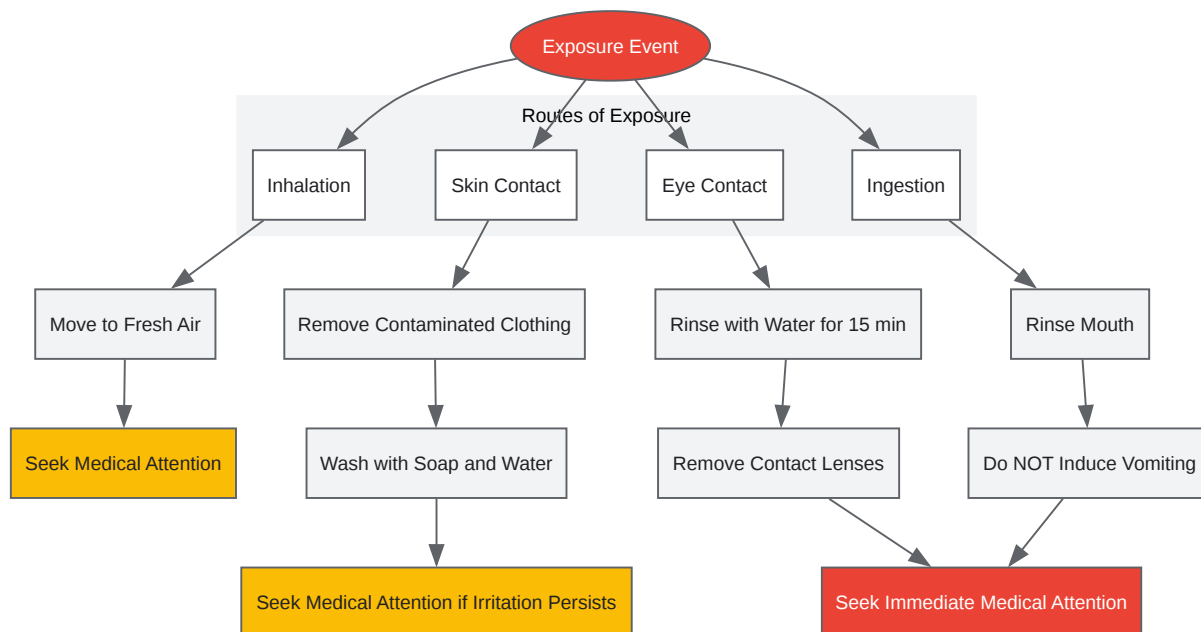 Exposure Event
Routes of Exposure
Inhalation
Skin Contact
Eye Contact
Ingestion
Move to Fresh Air
Remove Contaminated Clothing
Rinse with Water for 15 min
Rinse Mouth
Seek Medical Attention
Wash with Soap and Water
Remove Contact Lenses
Do NOT Induce Vomiting
Seek Medical Attention if Irritation Persists
Seek Immediate Medical Attention